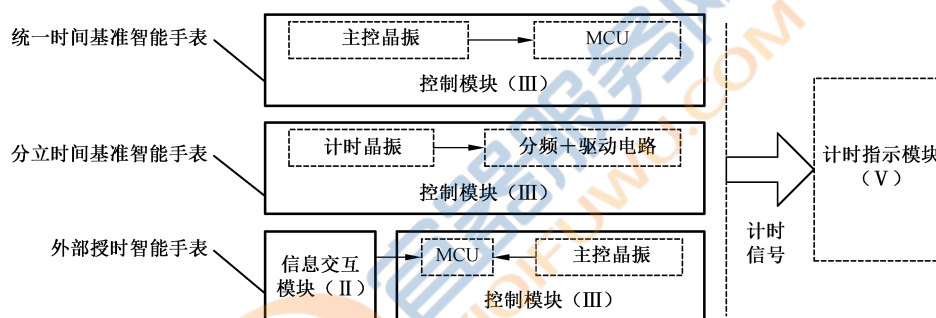 统一时间基准智能手表
主控晶振
MCU
控制模块（Ⅲ）
分立时间基准智能手表
计时晶振
分频＋驱动电路
控制模块（Ⅲ）
外部授时智能手表
信息交互
模块（Ⅱ）
MCU
主控晶振
控制模块（Ⅲ）
计时
信号
计时指示模块
（Ⅴ）